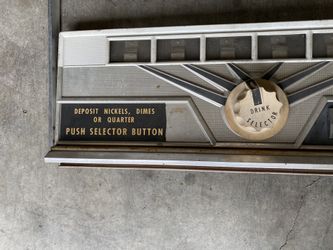 DEPOSIT NICKELS, DIMES
OR QUARTER
PUSH SELECTOR BUTTON
DRINK
SELECTOR